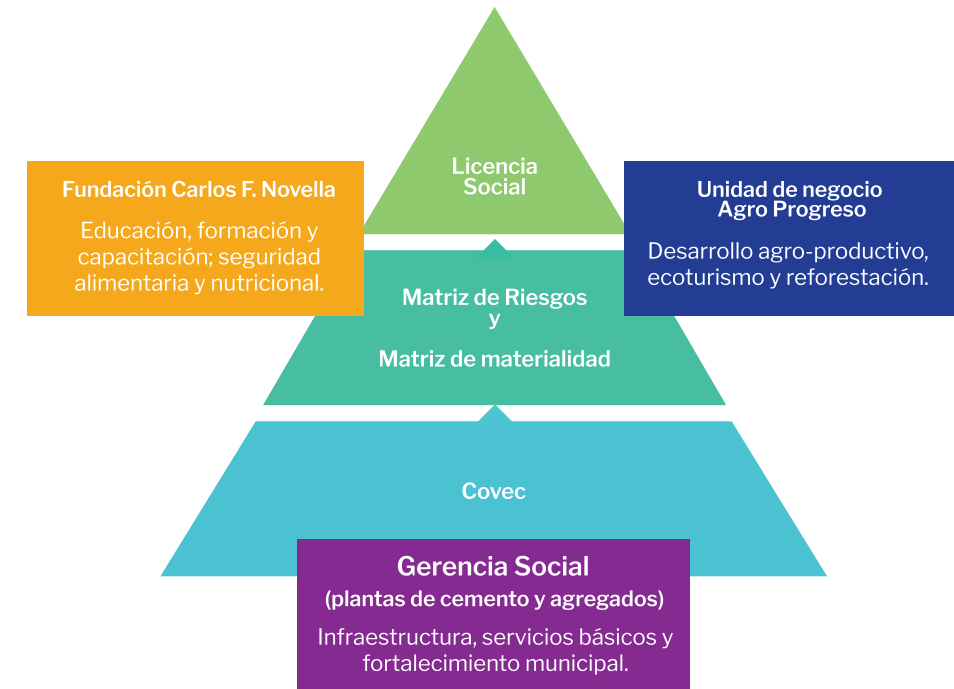 Licencia
Social
Fundación Carlos F. Novella
Educación, formación y
capacitación; seguridad
alimentaria y nutricional.
Unidad de negocio
Agro Progreso
Desarrollo agro-productivo,
ecoturismo y reforestación.
Matriz de Riesgos
y
Matriz de materialidad
Covec
Gerencia Social
(plantas de cemento y agregados)
Infraestructura, servicios básicos y
fortalecimiento municipal.